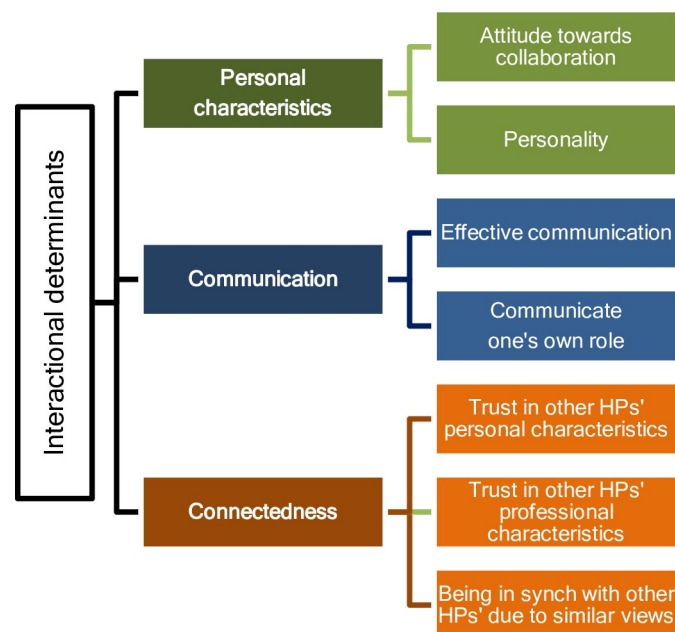 Interactional determinants
Personal
characteristics
Attitude towards
collaboration
Personality
Communication
Effective communication
Communicate
one's own role
Connectedness
Trust in other HPs'
personal characteristics
Trust in other HPs'
professional
characteristics
Being in synch with other
HPs' due to similar views